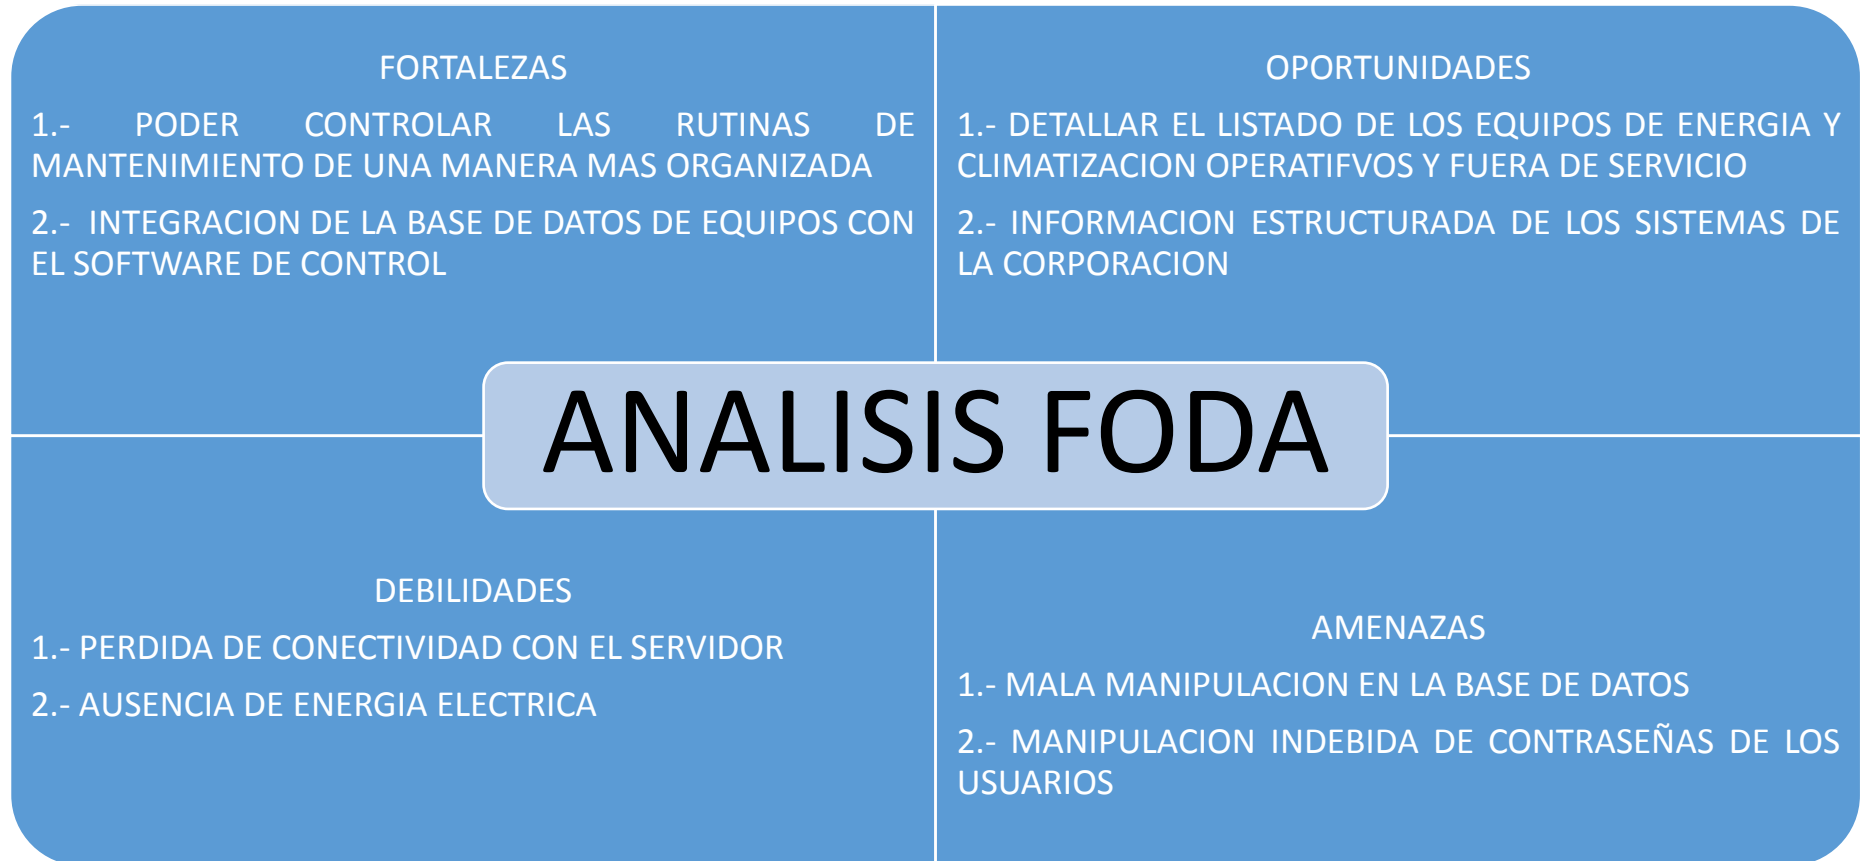 FORTALEZAS
1.- PODER CONTROLAR LAS RUTINAS DE
MANTENIMIENTO DE UNA MANERA MAS ORGANIZADA
2.- INTEGRACION DE LA BASE DE DATOS DE EQUIPOS CON
EL SOFTWARE DE CONTROL
OPORTUNIDADES
1.- DETALLAR EL LISTADO DE LOS EQUIPOS DE ENERGIA Y
CLIMATIZACION OPERATIFVOS Y FUERA DE SERVICIO
2.- INFORMACION ESTRUCTURADA DE LOS SISTEMAS DE
LA CORPORACION
ANALISIS FODA
DEBILIDADES
1.- PERDIDA DE CONECTIVIDAD CON EL SERVIDOR
2.- AUSENCIA DE ENERGIA ELECTRICA
AMENAZAS
1.- MALA MANIPULACION EN LA BASE DE DATOS
2.- MANIPULACION INDEBIDA DE CONTRASEÑAS DE LOS
USUARIOS